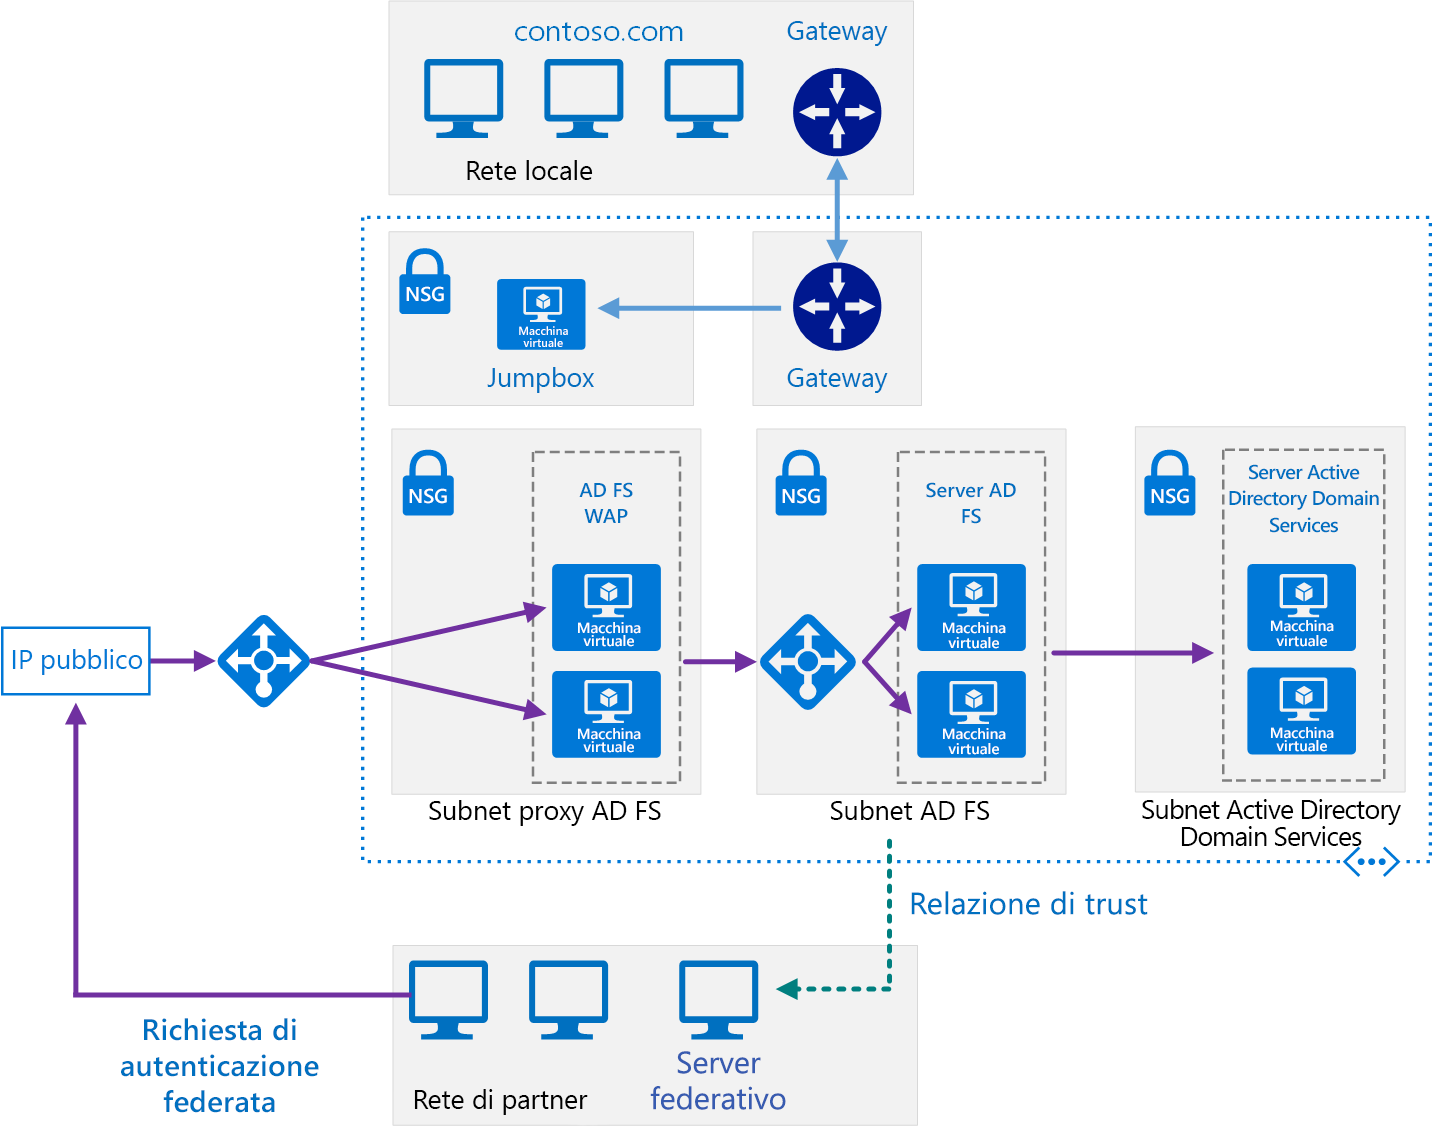 contoso.com
Gateway
Rete locale
NSG
Macchina
virtuale
Jumpbox
Gateway
NSG
AD FS
WAP
Macchina
virtuale
Macchina
virtuale
Subnet proxy AD FS
NSG
Server AD
FS
Macchina
virtuale
Macchina
virtuale
Subnet AD FS
NSG
Server Active
Directory Domain
Services
Macchina
virtuale
Macchina
virtuale
Subnet Active Directory
Domain Services
IP pubblico
Relazione di trust
Richiesta di
autenticazione
federata
Server
federativo
Rete di partner